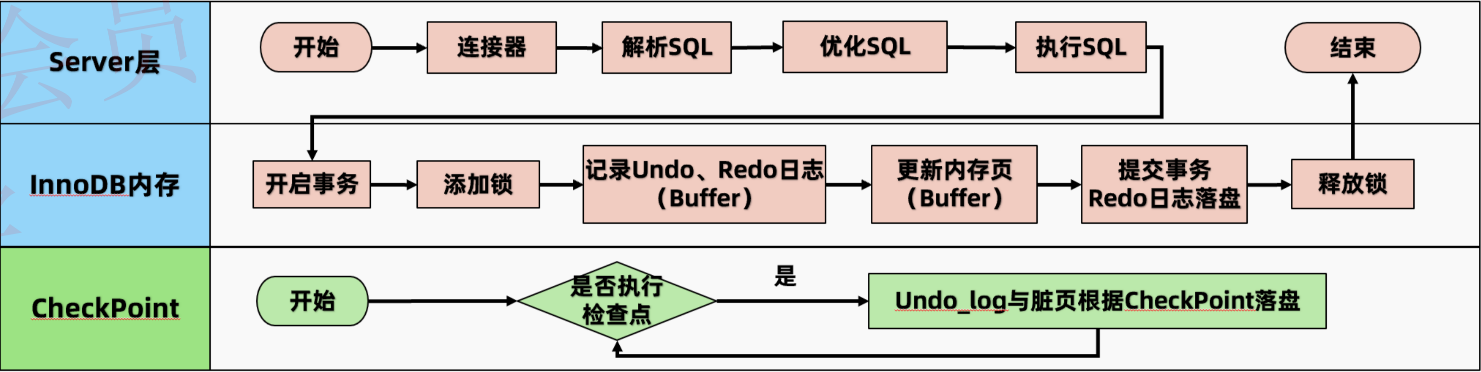 会员
Server层
开始
连接器
解析SQL
优化SQL
执行SQL
结束
InnoDB内存
开启事务
添加锁
记录Undo、Redo日志
（Buffer）
更新内存页
（Buffer）
提交事务
Redo日志落盘
释放锁
CheckPoint
开始
是否执行
检查点
是
Undo_log与脏页根据CheckPoint落盘